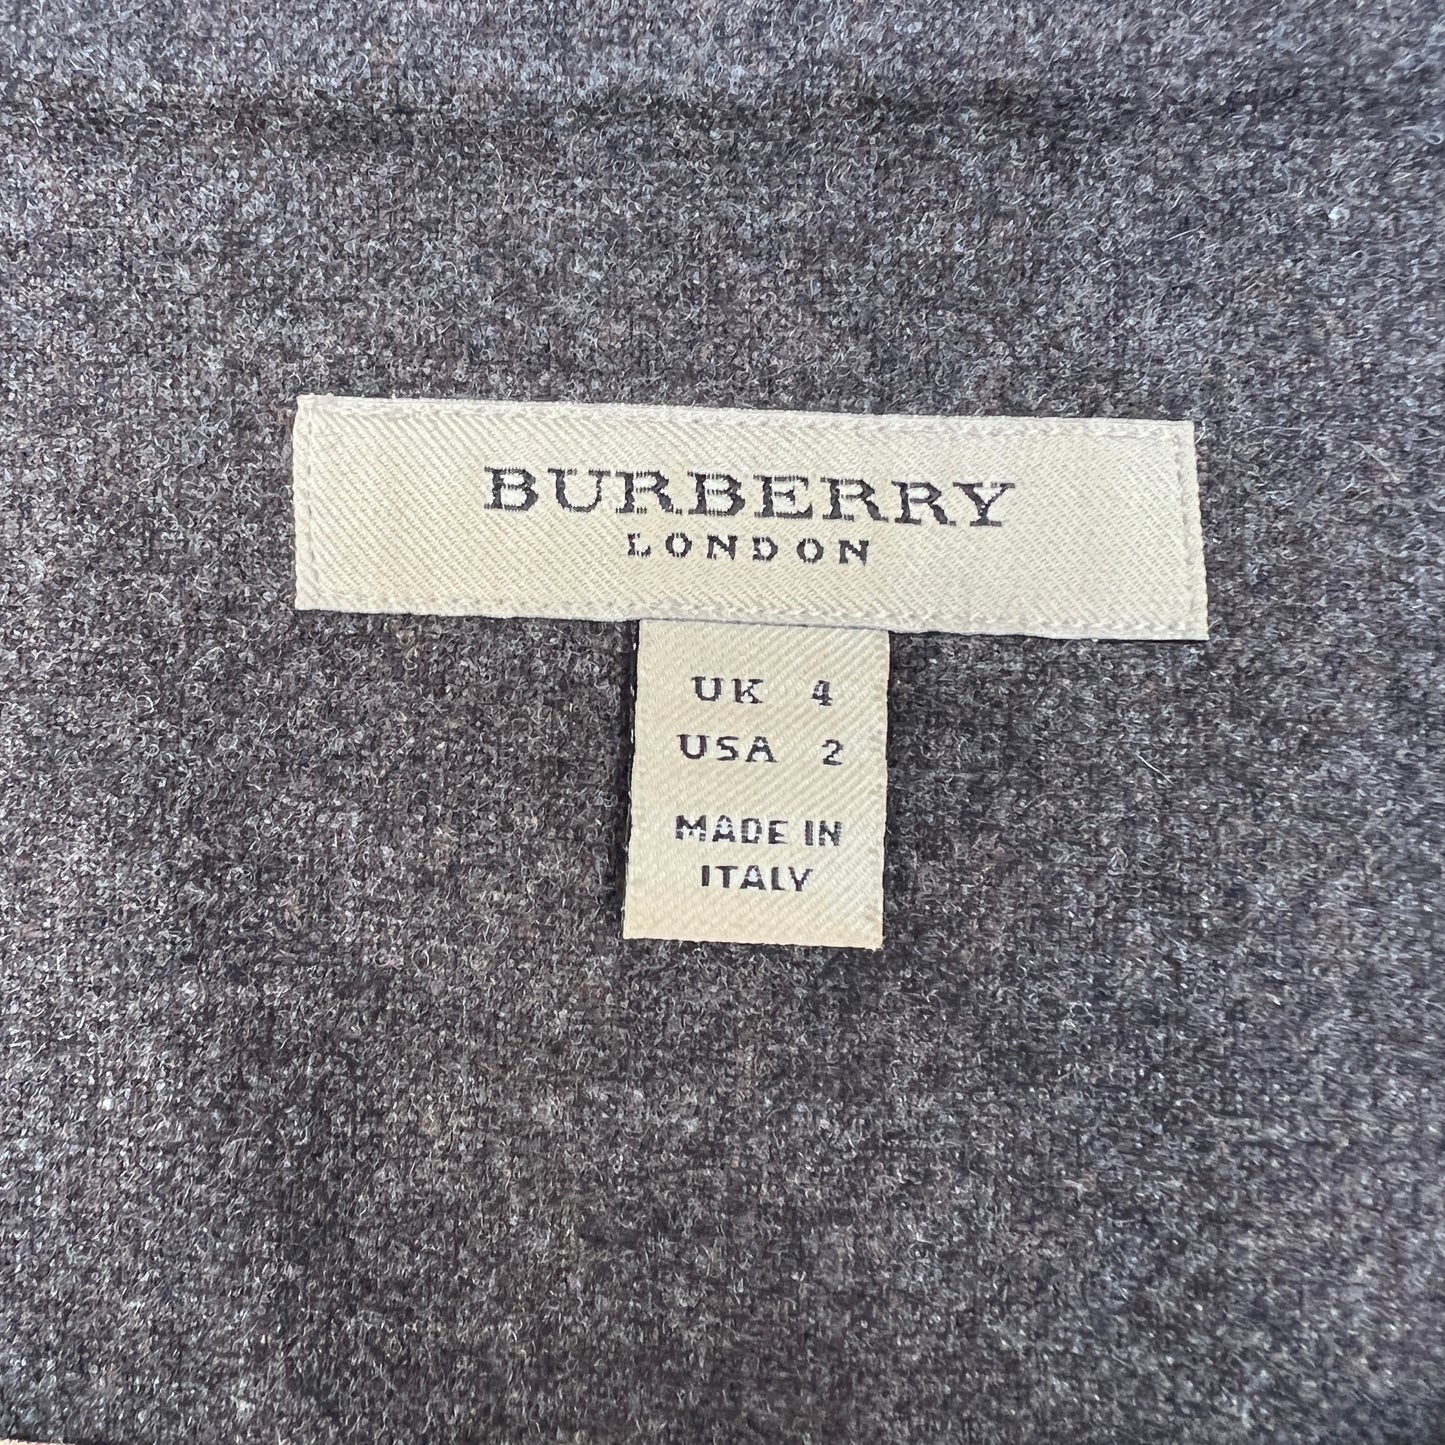 BURBERRY
LONDON
UK 4
USA 2
MADE IN
ITALY